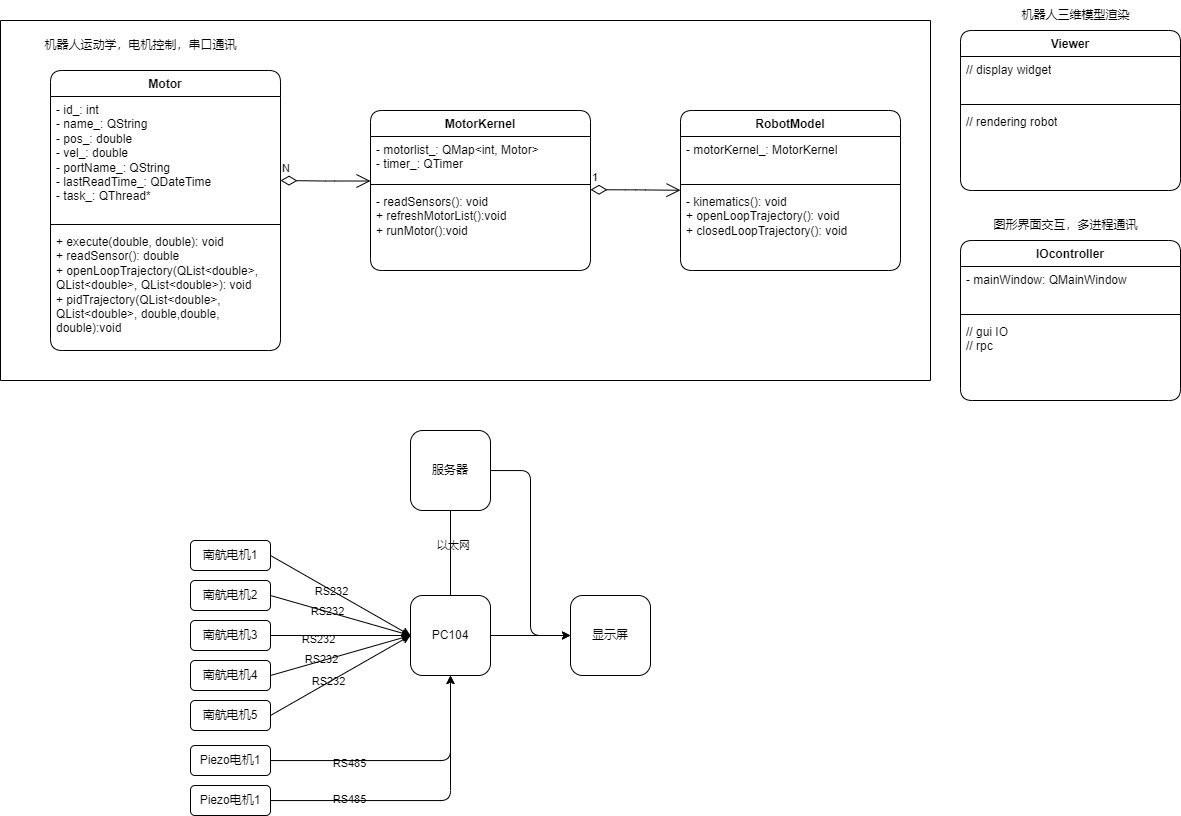 机器人运动学，电机控制，串口通讯
Motor
- id_: int
- name_: QString
- pos_: double
- vel_: double
- portName_: QString
- lastReadTime_: QDateTime
- task_: QThread*
+ execute(double, double): void
+ readSensor(): double
+ openLoopTrajectory(QList<double>,
QList<double>, QList<double>): void
+ pidTrajectory(QList<double>,
QList<double>, double,double,
double):void
N
MotorKernel
- motorlist_: QMap<int, Motor>
- timer_: QTimer
- readSensors(): void
+ refreshMotorList():void
+ runMotor():void
1
RobotModel
- motorKernel_: MotorKernel
- kinematics(): void
+ openLoopTrajectory(): void
+ closedLoopTrajectory(): void
机器人三维模型渲染
Viewer
// display widget
// rendering robot
图形界面交互，多进程通讯
IOcontroller
- mainWindow: QMainWindow
// gui IO
// rpc
服务器
以太网
南航电机1
RS232
南航电机2
RS232
南航电机3
RS232
南航电机4
RS232
南航电机5
RS232
PC104
显示屏
Piezo电机1
RS485
Piezo电机1
RS485